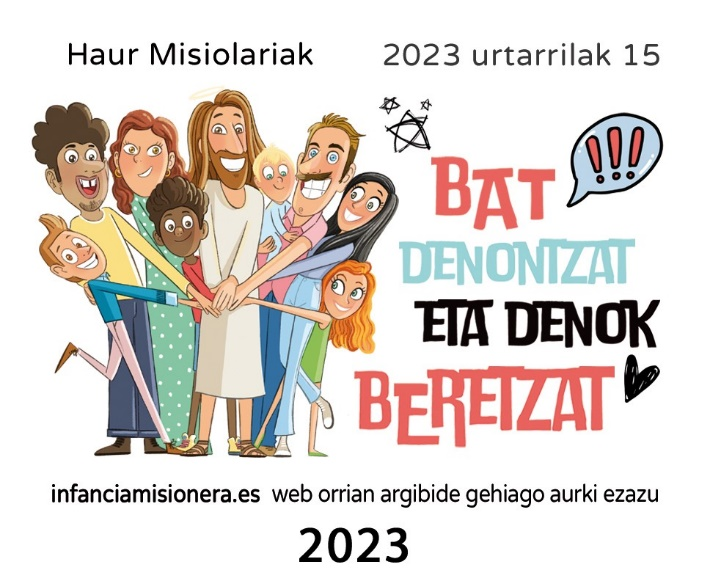 Haur Misiolariak 2023 urtarrilak 15
BAT
!!!
DENONTZAT
ETA DENOK
BERETZAT
infanciamisionera.es web orrian argibide gehiago aurki ezazu
2023